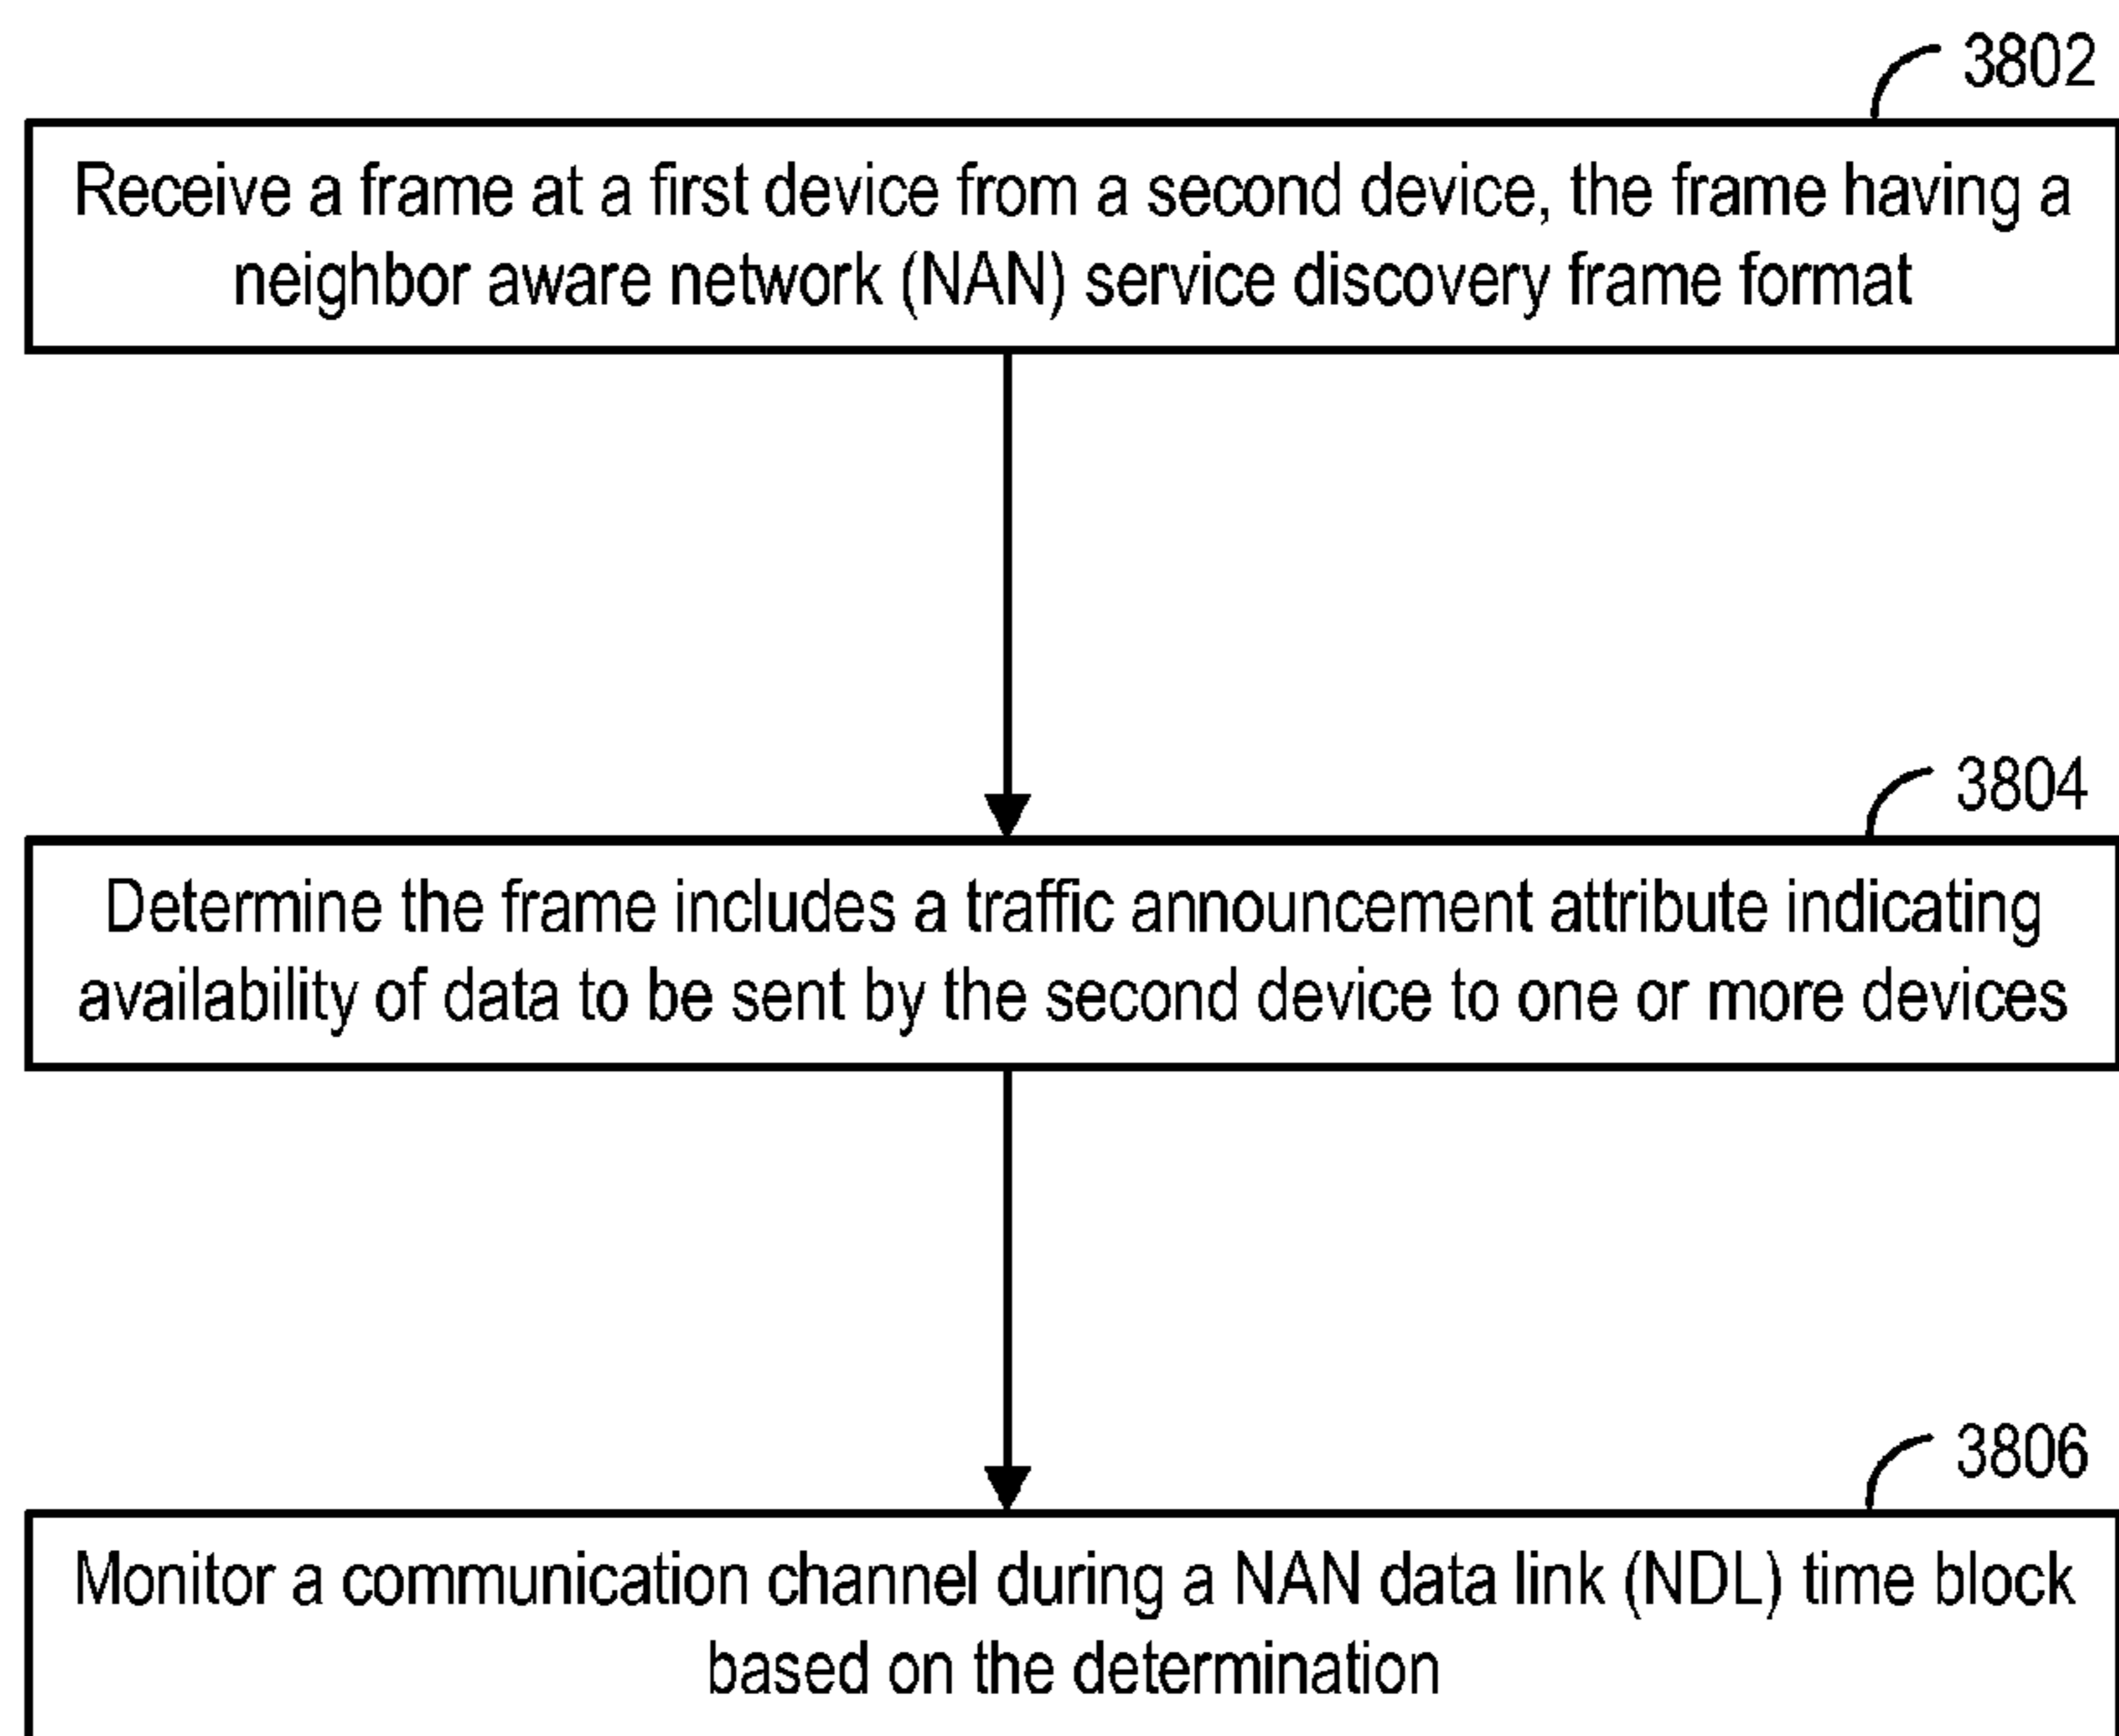 3802
Receive a frame at a first device from a second device, the frame having a
neighbor aware network (NAN) service discovery frame format
3804
Determine the frame includes a traffic announcement attribute indicating
availability of data to be sent by the second device to one or more devices
3806
Monitor a communication channel during a NAN data link (NDL) time block
based on the determination